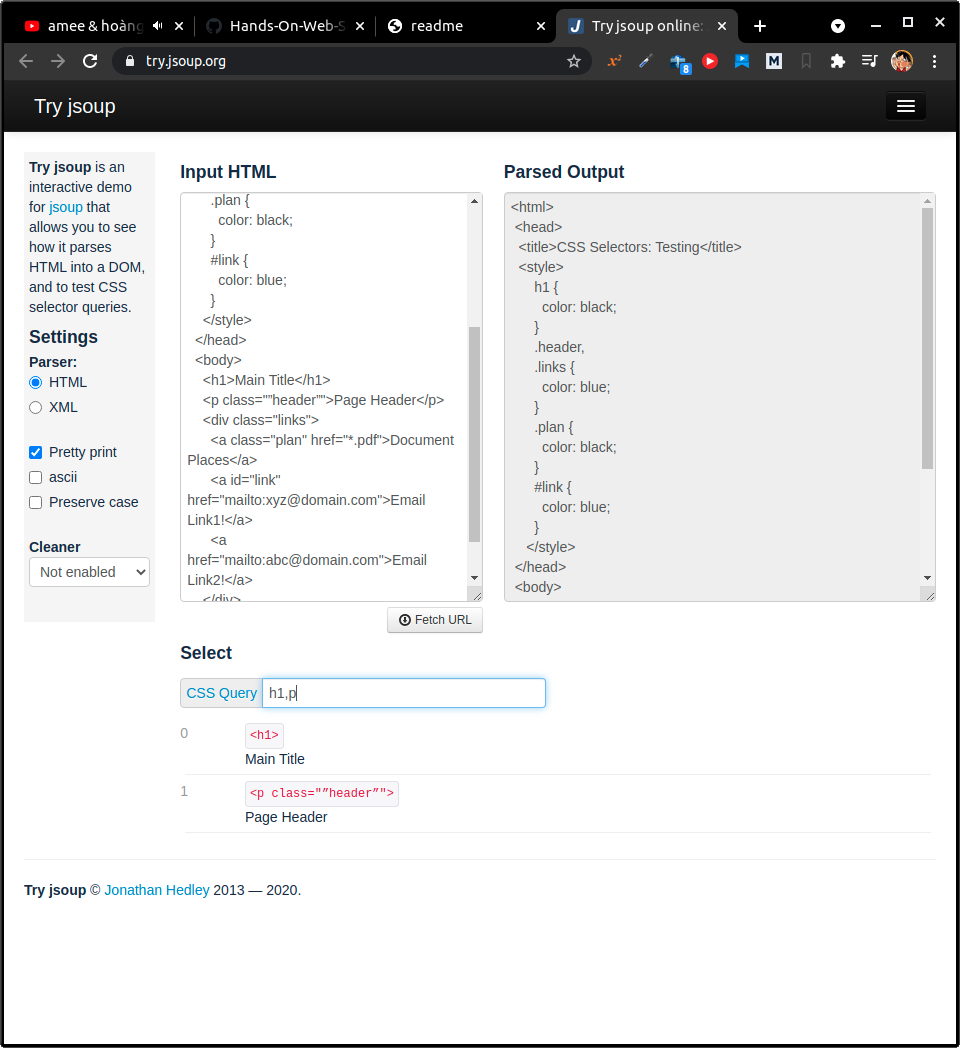 amee & hoàng
Hands-On-Web-S
readme
Try jsoup online:
try.jsoup.org
x²
8
M
Try jsoup
Try jsoup is an
interactive demo
for jsoup that
allows you to see
how it parses
HTML into a DOM,
and to test CSS
selector queries.
Settings
Parser:
HTML
XML
Pretty print
ascii
Preserve case
Cleaner
Not enabled
Input HTML
.plan {
color: black;
}
#link {
color: blue;
}
</style>
</head>
<body>
<h1>Main Title</h1>
<p class="”header”">Page Header</p>
<div class="links">
<a class="plan" href="*.pdf">Document
Places</a>
<a id="link"
href="mailto:xyz@domain.com">Email
Link1!</a>
<a
href="mailto:abc@domain.com">Email
Link2!</a>
</div>
Fetch URL
Parsed Output
<html>
<head>
<title>CSS Selectors: Testing</title>
<style>
h1 {
color: black;
}
.header,
.links {
color: blue;
}
.plan {
color: black;
}
#link {
color: blue;
}
</style>
</head>
<body>
Select
CSS Query h1,p
0 <h1>
Main Title
1 <p class="”header”">
Page Header
Try jsoup © Jonathan Hedley 2013 — 2020.